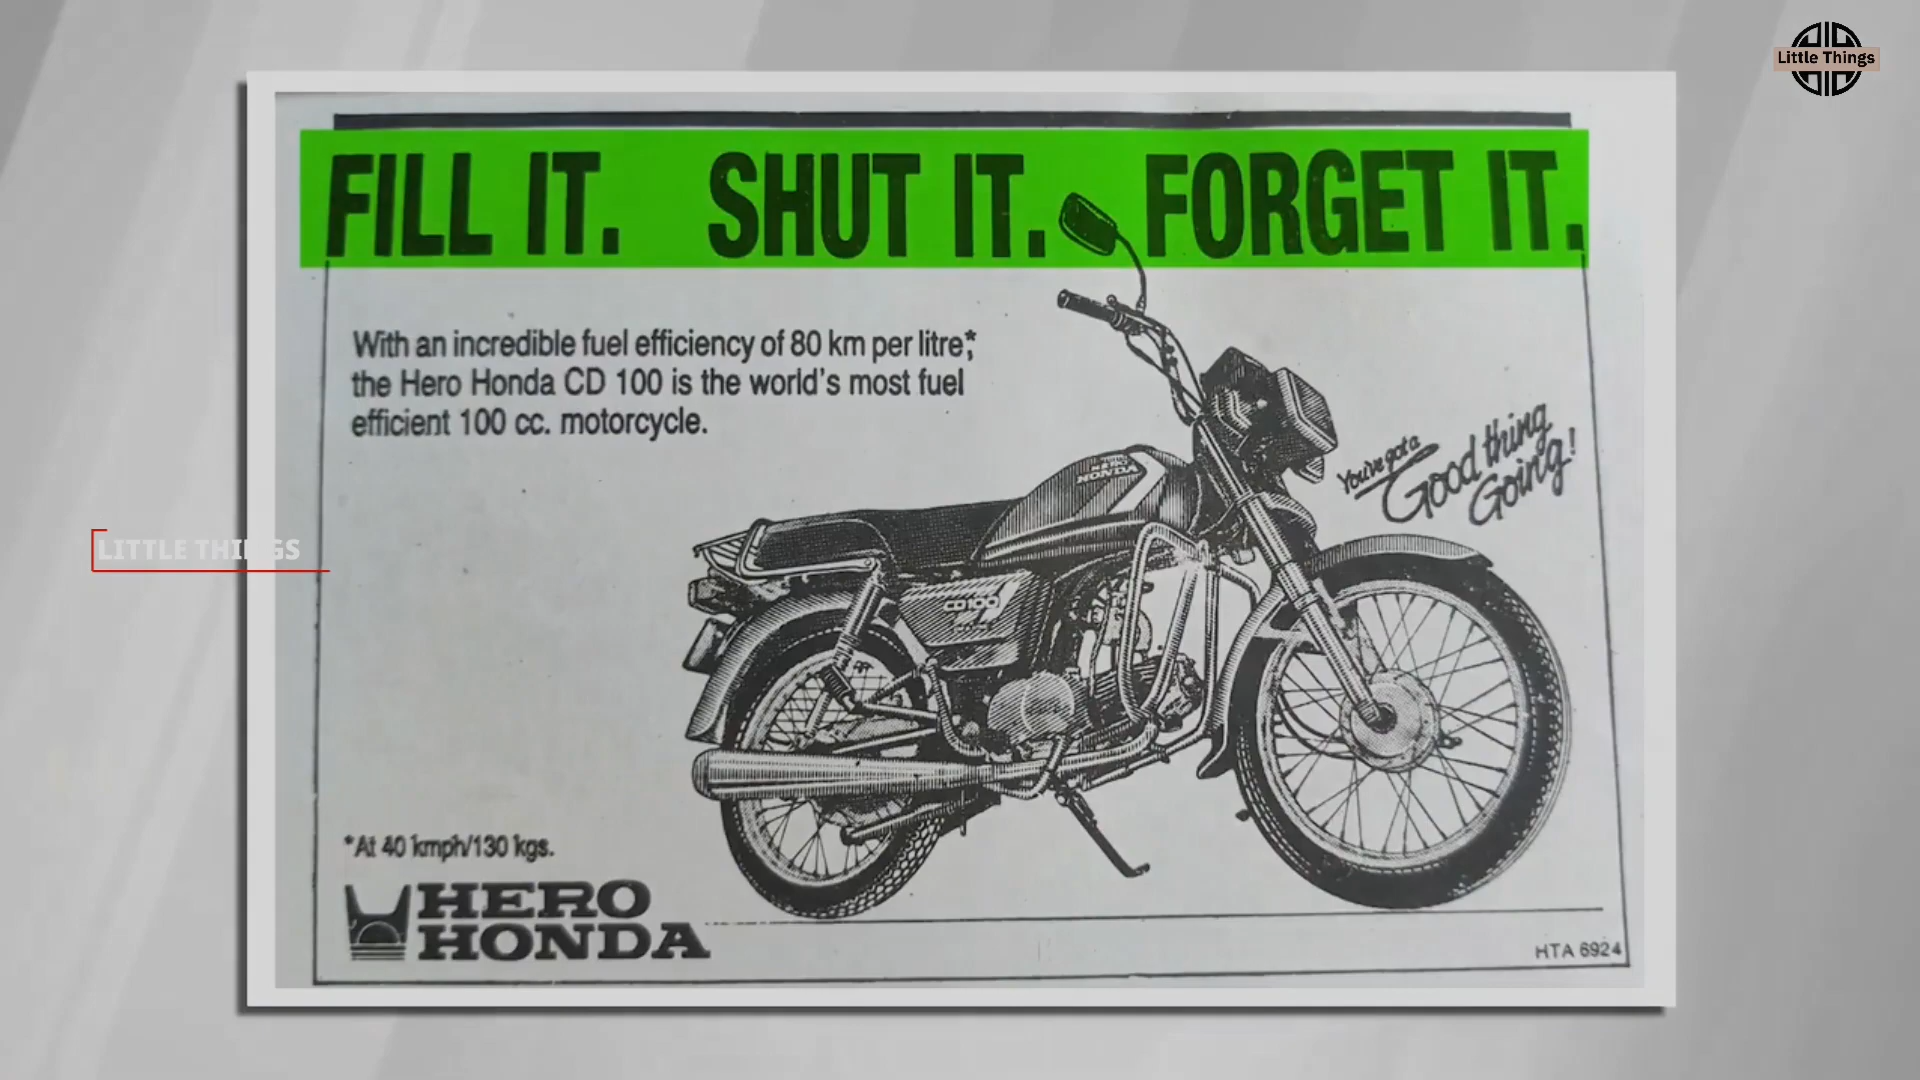 Little Things
FILL IT. SHUT IT. FORGET IT.
With an incredible fuel efficiency of 80 km per litre*,
the Hero Honda CD 100 is the world's most fuel
efficient 100 cc. motorcycle.
You've got a
Good thing
Going!
HERO
HONDA
LITTLE THINGS
CD100
*At 40 kmph/130 kgs.
HERO
HONDA
HTA 6924